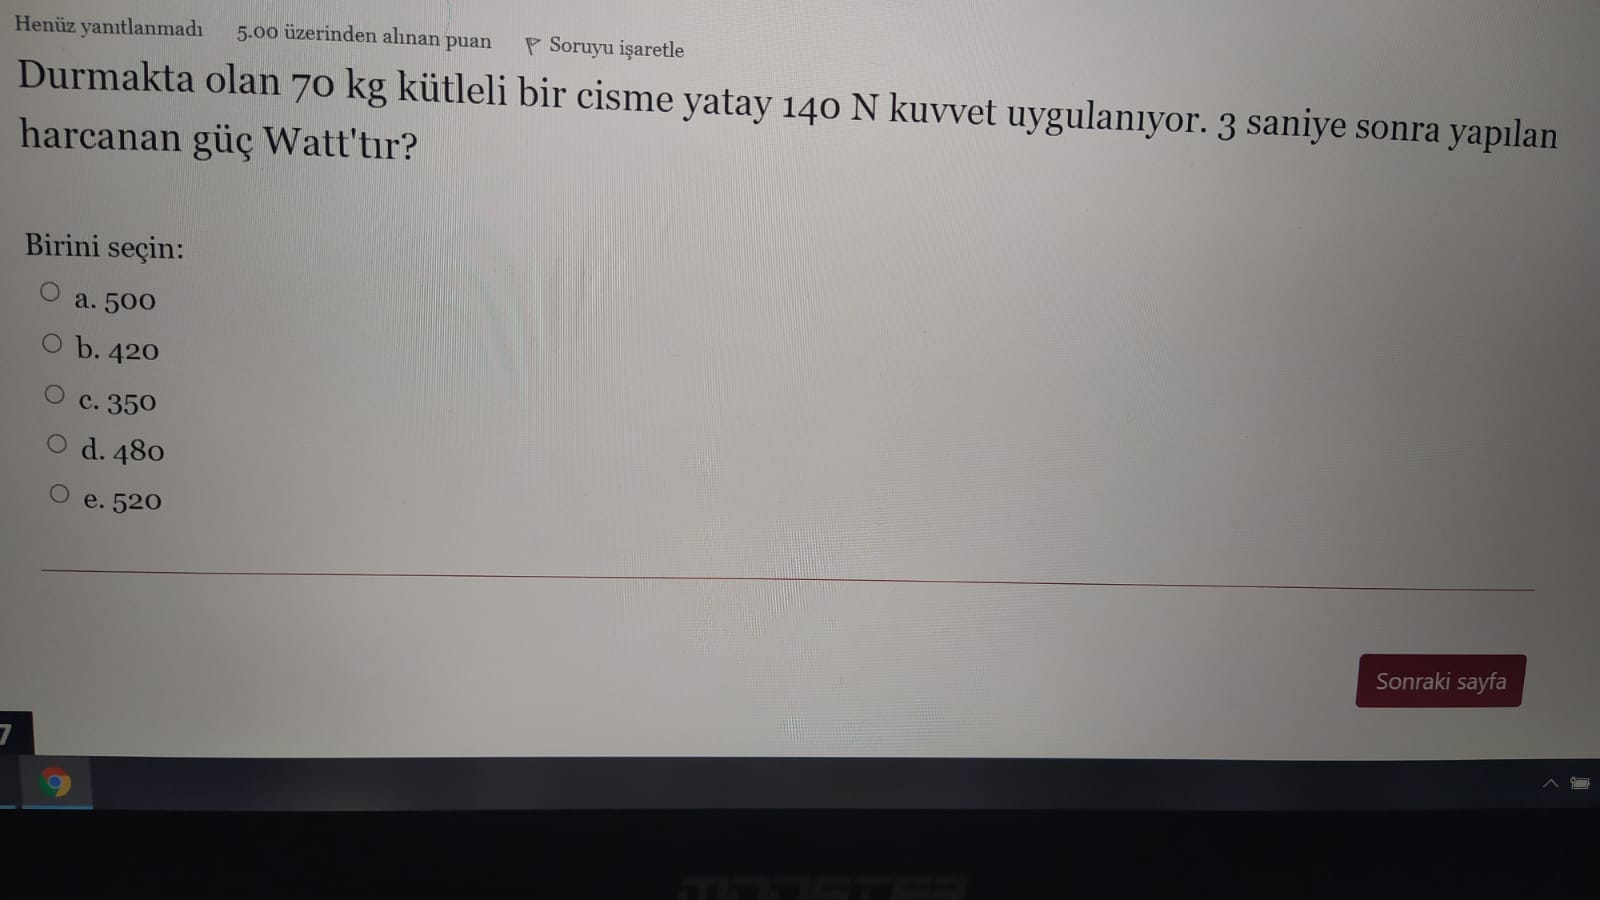 Henüz yanıtlanmadı 5.00 üzerinden alınan puan Soruyu işaretle
Durmakta olan 70 kg kütleli bir cisme yatay 140 N kuvvet uygulanıyor. 3 saniye sonra yapılan
harcanan güç Watt'tır?
Birini seçin:
a. 500
b. 420
c. 350
d. 480
e. 520
Sonraki sayfa
7
MONSTER